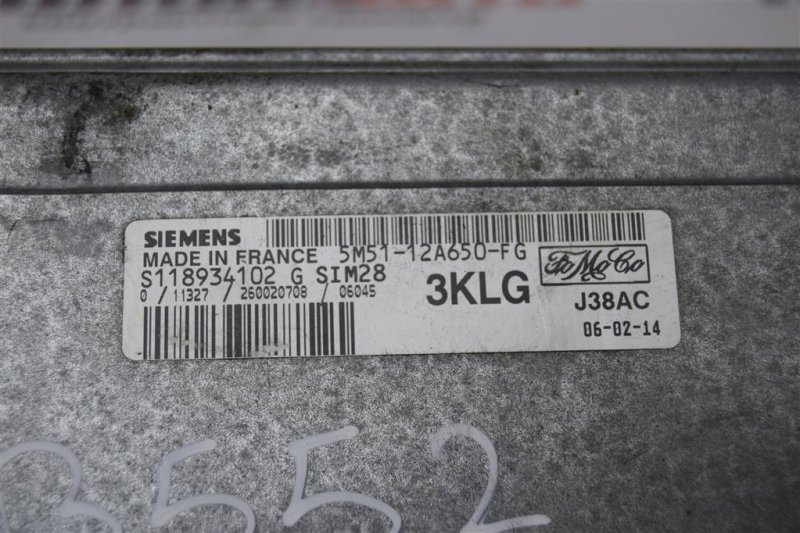 SIEMENS
MADE IN FRANCE 5M51-12A650-FG
S118934102 G SIM28
0 / 11327 / 260020708 / 06045
FoMoCo
3KLG
J38AC
06-02-14
3552